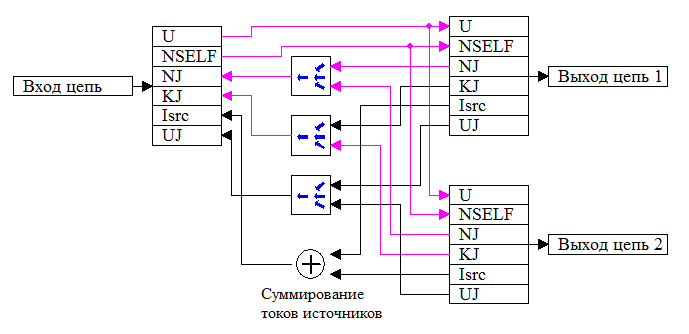 U
NSELF
NJ
KJ
Isrc
UJ
Вход цепь
U
NSELF
NJ
KJ
Isrc
UJ
Выход цепь 1
U
NSELF
NJ
KJ
Isrc
UJ
Выход цепь 2
Суммирование
токов источников